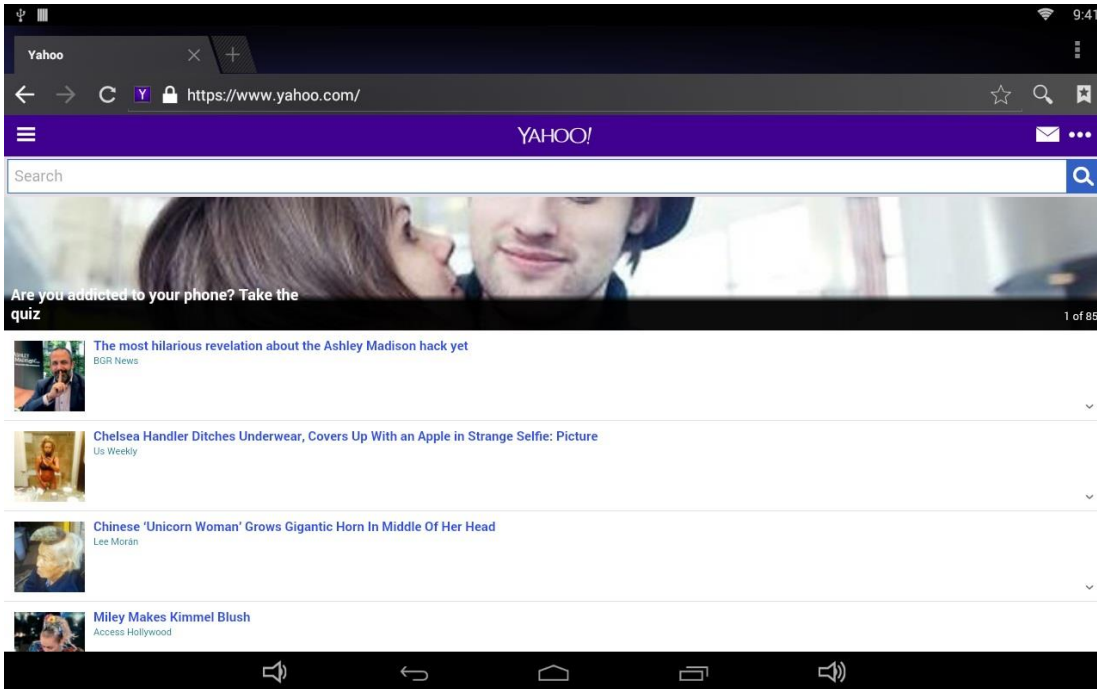 9:41
Yahoo
https://www.yahoo.com/
YAHOO!
Search
Are you addicted to your phone? Take the
quiz
1 of 85
The most hilarious revelation about the Ashley Madison hack yet
BGR News
Chelsea Handler Ditches Underwear, Covers Up With an Apple in Strange Selfie: Picture
Us Weekly
Chinese ‘Unicorn Woman’ Grows Gigantic Horn In Middle Of Her Head
Lee Moran
Miley Makes Kimmel Blush
Access Hollywood